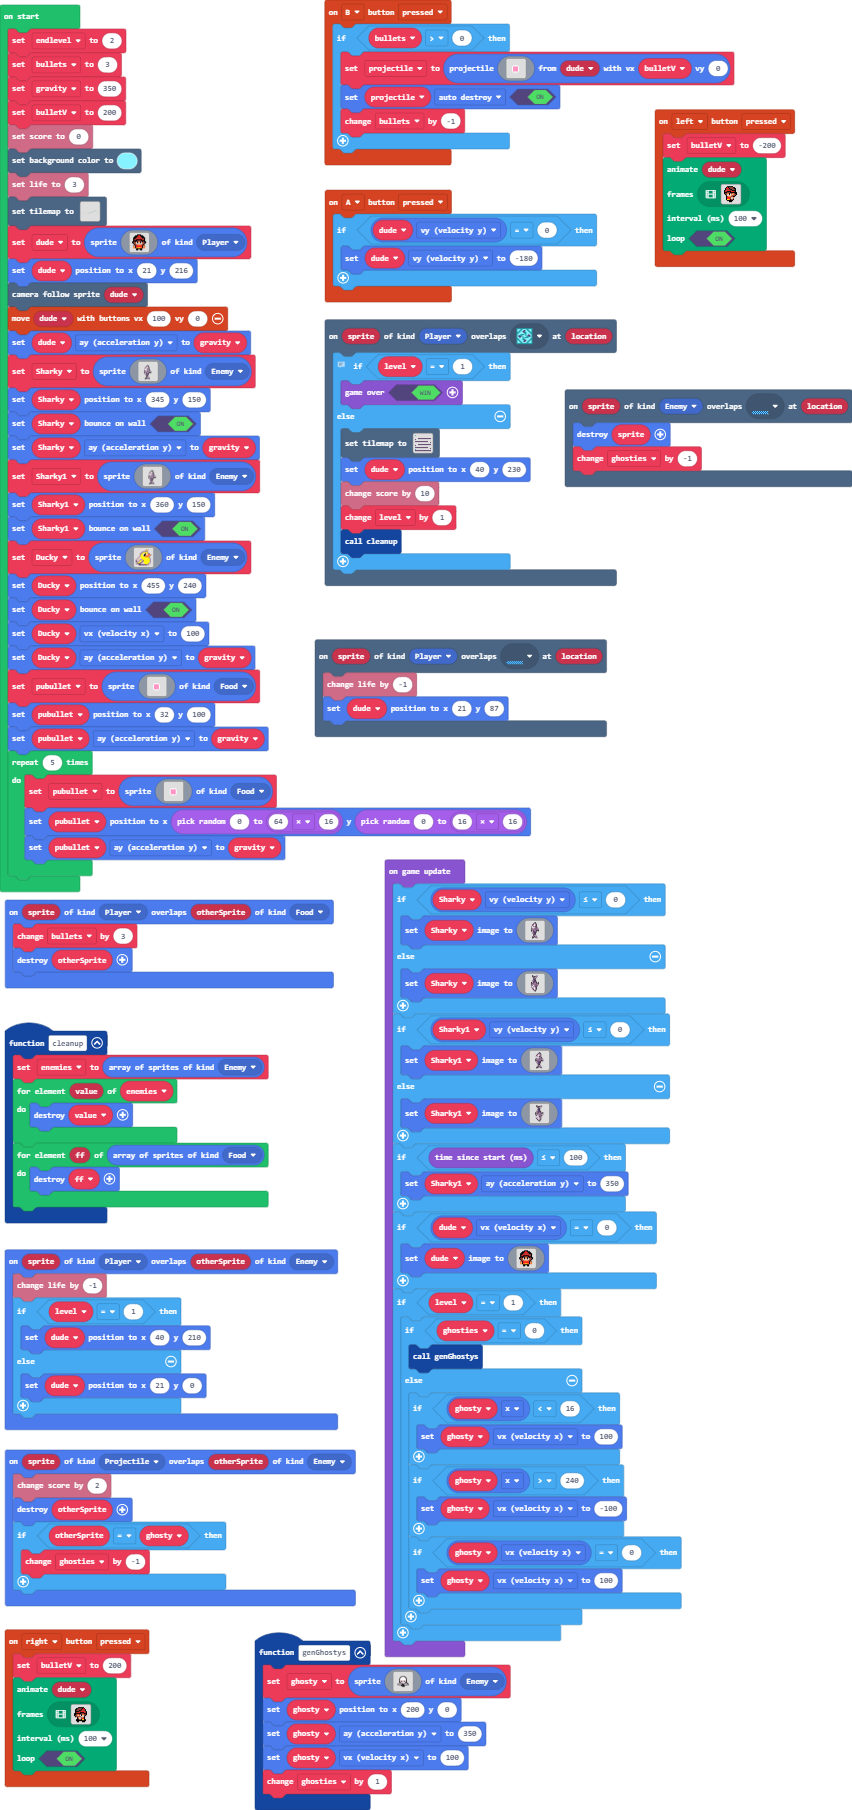 on start
set endlevel to 2
set bullets to 3
set gravity to 350
set bulletV to 200
set score to 0
set background color to
set life to 3
set tilemap to
set dude to sprite of kind Player
set dude position to x 21 y 216
camera follow sprite dude
move dude with buttons vx 100 vy 0
set dude ay (acceleration y) to gravity
set Sharky to sprite of kind Enemy
set Sharky position to x 345 y 150
set Sharky bounce on wall ON
set Sharky ay (acceleration y) to gravity
set Sharky1 to sprite of kind Enemy
set Sharky1 position to x 360 y 150
set Sharky1 bounce on wall ON
set Ducky to sprite of kind Enemy
set Ducky position to x 455 y 240
set Ducky bounce on wall ON
set Ducky vx (velocity x) to 100
set Ducky ay (acceleration y) to gravity
set pubullet to sprite of kind Food
set pubullet position to x 32 y 100
set pubullet ay (acceleration y) to gravity
repeat 5 times
do
set pubullet to sprite of kind Food
set pubullet position to x pick random 0 to 64 × 16 y pick random 0 to 16 × 16
set pubullet ay (acceleration y) to gravity
on B button pressed
if bullets > 0 then
set projectile to projectile from dude with vx bulletV vy 0
set projectile auto destroy ON
change bullets by -1
on left button pressed
set bulletV to -200
animate dude
frames
interval (ms) 100
loop ON
on A button pressed
if dude vy (velocity y) = 0 then
set dude vy (velocity y) to -180
on sprite of kind Player overlaps at location
if level = 1 then
game over WIN
else
set tilemap to
set dude position to x 40 y 230
change score by 10
change level by 1
call cleanup
on sprite of kind Enemy overlaps at location
destroy sprite
change ghosties by -1
on sprite of kind Player overlaps at location
change life by -1
set dude position to x 21 y 87
on sprite of kind Player overlaps otherSprite of kind Food
change bullets by 3
destroy otherSprite
function cleanup
set enemies to array of sprites of kind Enemy
for element value of enemies
do
destroy value
for element ff of array of sprites of kind Food
do
destroy ff
on sprite of kind Player overlaps otherSprite of kind Enemy
change life by -1
if level = 1 then
set dude position to x 40 y 210
else
set dude position to x 21 y 0
on sprite of kind Projectile overlaps otherSprite of kind Enemy
change score by 2
destroy otherSprite
if otherSprite = ghosty then
change ghosties by -1
on right button pressed
set bulletV to 200
animate dude
frames
interval (ms) 100
loop ON
on game update
if Sharky vy (velocity y) ≤ 0 then
set Sharky image to
else
set Sharky image to
if Sharky1 vy (velocity y) ≤ 0 then
set Sharky1 image to
else
set Sharky1 image to
if time since start (ms) ≤ 100 then
set Sharky1 ay (acceleration y) to 350
if dude vx (velocity x) = 0 then
set dude image to
if level = 1 then
if ghosties = 0 then
call genGhostys
else
if ghosty x < 16 then
set ghosty vx (velocity x) to 100
if ghosty x > 240 then
set ghosty vx (velocity x) to -100
if ghosty vx (velocity x) = 0 then
set ghosty vx (velocity x) to 100
function genGhostys
set ghosty to sprite of kind Enemy
set ghosty position to x 200 y 0
set ghosty ay (acceleration y) to 350
set ghosty vx (velocity x) to 100
change ghosties by 1